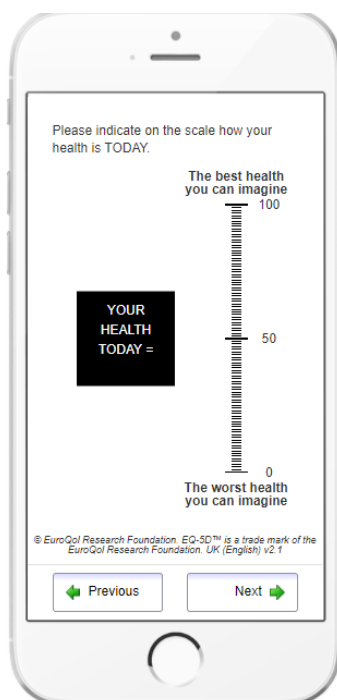 Please indicate on the scale how your
health is TODAY.
The best health
you can imagine
100
YOUR
HEALTH
TODAY =
50
0
The worst health
you can imagine
© EuroQol Research Foundation. EQ-5D™ is a trade mark of the
EuroQol Research Foundation. UK (English) v2.1
Previous
Next